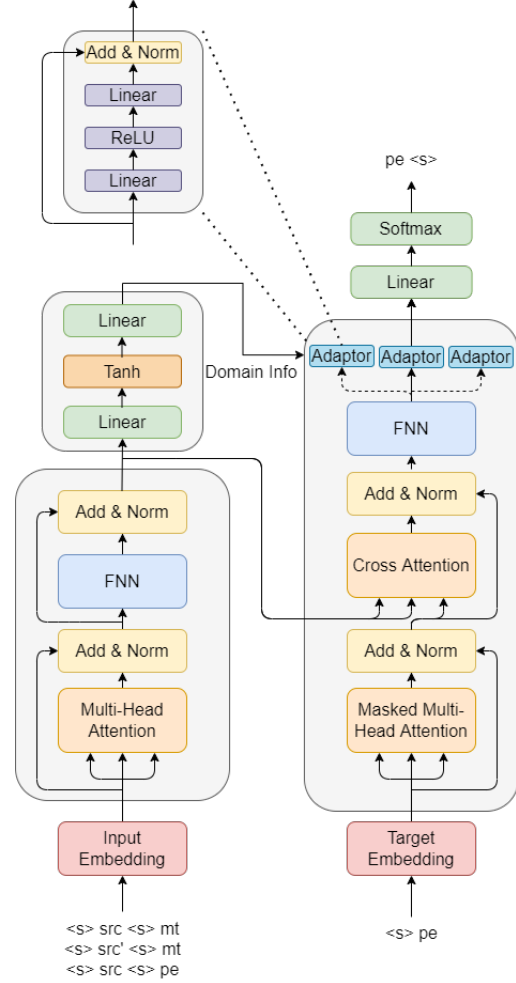 Add & Norm
Linear
ReLU
Linear
pe <s>
Softmax
Linear
Linear
Tanh
Linear
Domain Info
Adaptor
Adaptor
Adaptor
FNN
Add & Norm
Cross Attention
Add & Norm
Masked Multi-
Head Attention
Target
Embedding
<s> pe
Add & Norm
FNN
Add & Norm
Multi-Head
Attention
Input
Embedding
<s> src <s> mt
<s> src' <s> mt
<s> src <s> pe